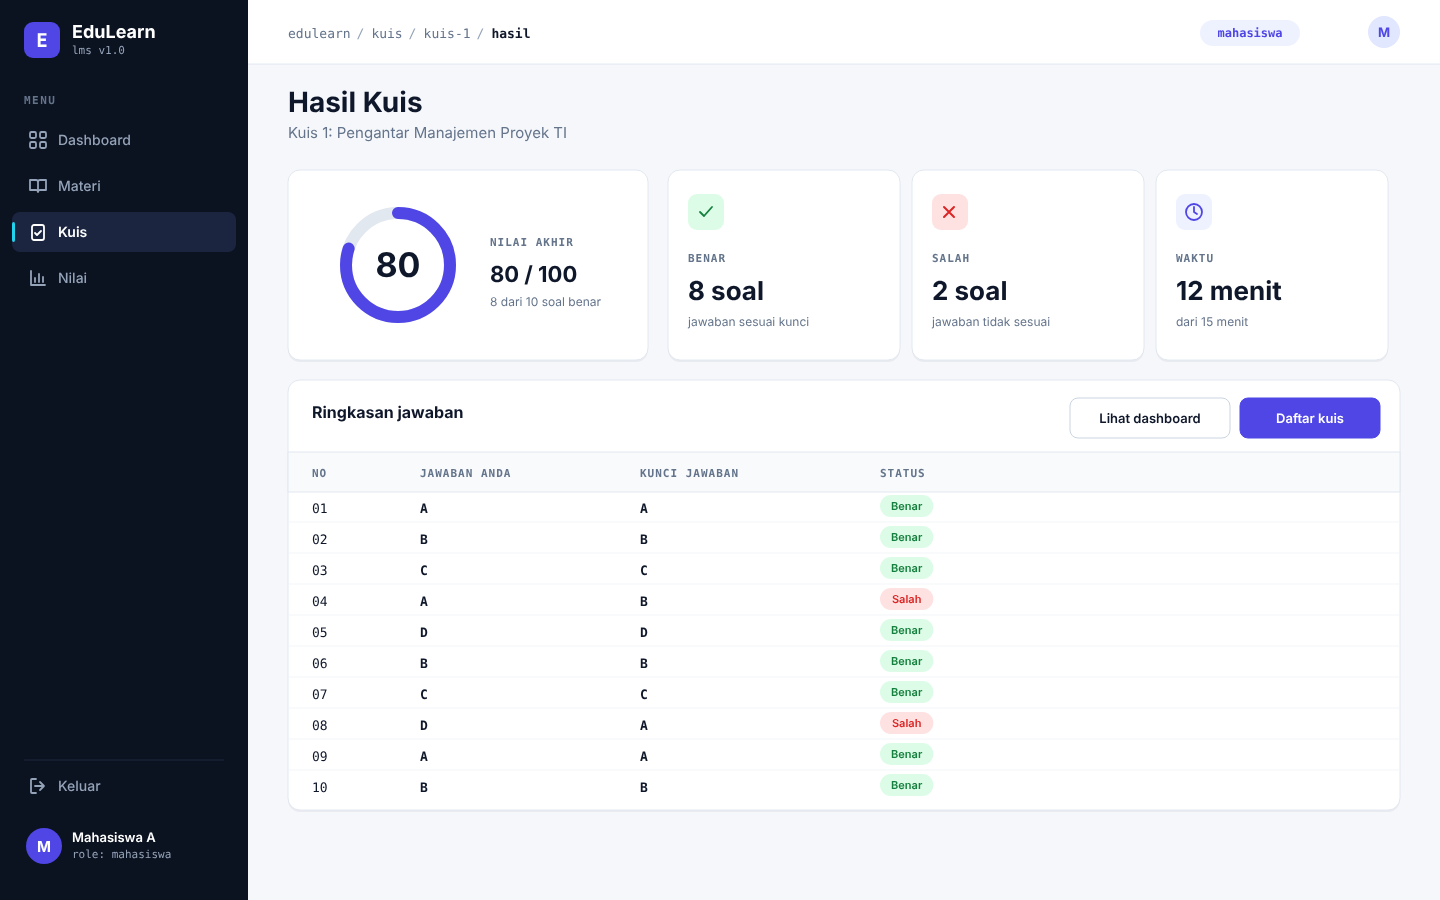 E
EduLearn
lms v1.0
MENU
Dashboard
Materi
Kuis
Nilai
Keluar
M
Mahasiswa A
role: mahasiswa
edulearn / kuis / kuis-1 / hasil
mahasiswa
M
Hasil Kuis
Kuis 1: Pengantar Manajemen Proyek TI
80
NILAI AKHIR
80 / 100
8 dari 10 soal benar
BENAR
8 soal
jawaban sesuai kunci
SALAH
2 soal
jawaban tidak sesuai
WAKTU
12 menit
dari 15 menit
Ringkasan jawaban
Lihat dashboard
Daftar kuis
NO JAWABAN ANDA KUNCI JAWABAN STATUS
01 A A Benar
02 B B Benar
03 C C Benar
04 A B Salah
05 D D Benar
06 B B Benar
07 C C Benar
08 D A Salah
09 A A Benar
10 B B Benar